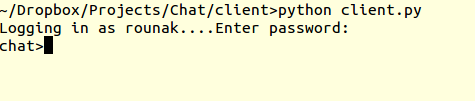 ~/Dropbox/Projects/Chat/client>python client.py
Logging in as rounak....Enter password:
chat>